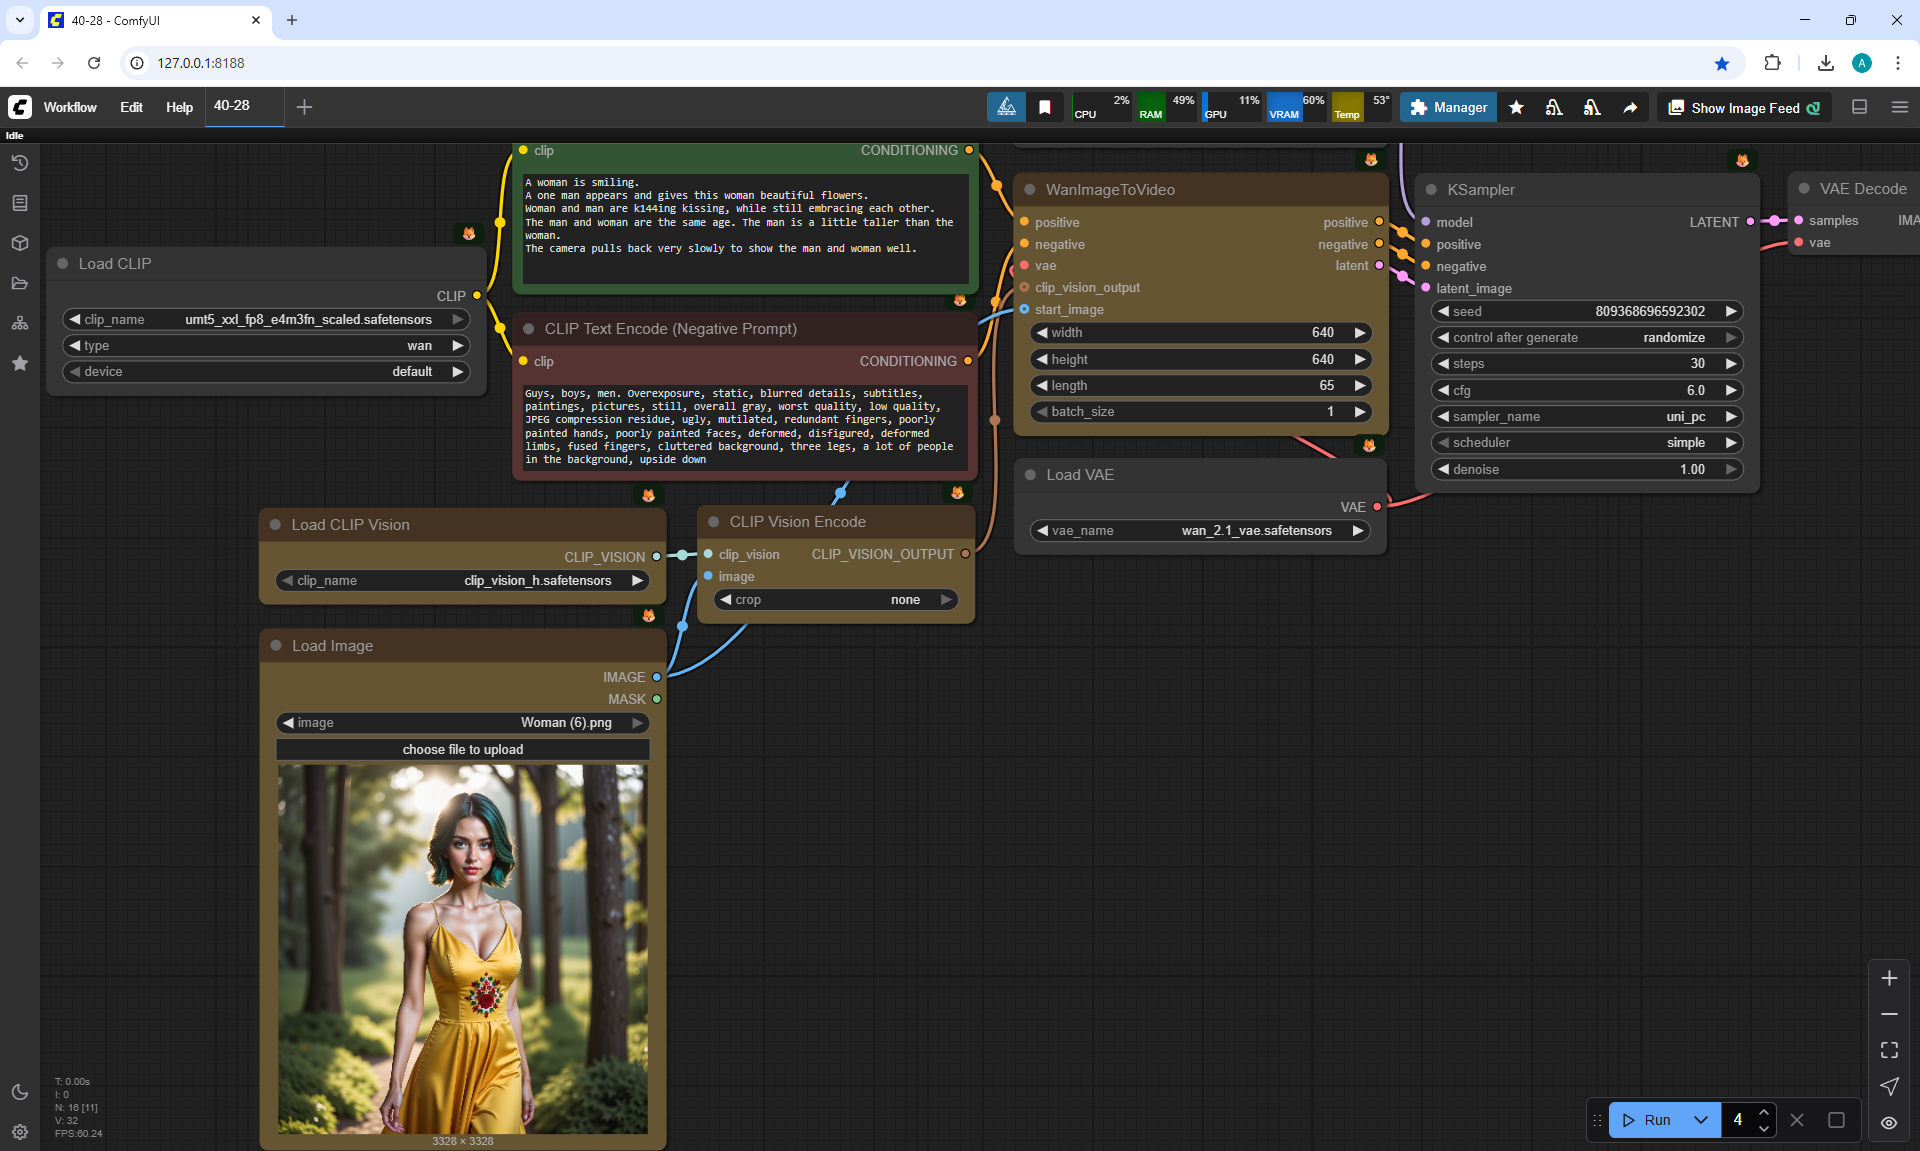 40-28 - ComfyUI
127.0.0.1:8188
Workflow Edit Help 40-28
CPU 2% RAM 49% GPU 11% VRAM 60% Temp 53° Manager Show Image Feed
Idle
clip CONDITIONING
A woman is smiling.
A one man appears and gives this woman beautiful flowers.
Woman and man are k144ing kissing, while still embracing each other.
The man and woman are the same age. The man is a little taller than the
woman.
The camera pulls back very slowly to show the man and woman well.
Load CLIP
CLIP
clip_name umt5_xxl_fp8_e4m3fn_scaled.safetensors
type wan
device default
CLIP Text Encode (Negative Prompt)
clip CONDITIONING
Guys, boys, men. Overexposure, static, blurred details, subtitles,
paintings, pictures, still, overall gray, worst quality, low quality,
JPEG compression residue, ugly, mutilated, redundant fingers, poorly
painted hands, poorly painted faces, deformed, disfigured, deformed
limbs, fused fingers, cluttered background, three legs, a lot of people
in the background, upside down
WanImageToVideo
positive positive
negative negative
vae latent
clip_vision_output
start_image
width 640
height 640
length 65
batch_size 1
KSampler
model LATENT
positive
negative
latent_image
seed 809368696592302
control after generate randomize
steps 30
cfg 6.0
sampler_name uni_pc
scheduler simple
denoise 1.00
VAE Decode
samples IMA
vae
Load VAE
VAE
vae_name wan_2.1_vae.safetensors
Load CLIP Vision
CLIP_VISION
clip_name clip_vision_h.safetensors
CLIP Vision Encode
clip_vision CLIP_VISION_OUTPUT
image
crop none
Load Image
IMAGE
MASK
image Woman (6).png
choose file to upload
3328 × 3328
T: 0.00s
I: 0
N: 16 [11]
V: 32
FPS:60.24
Run 4
A